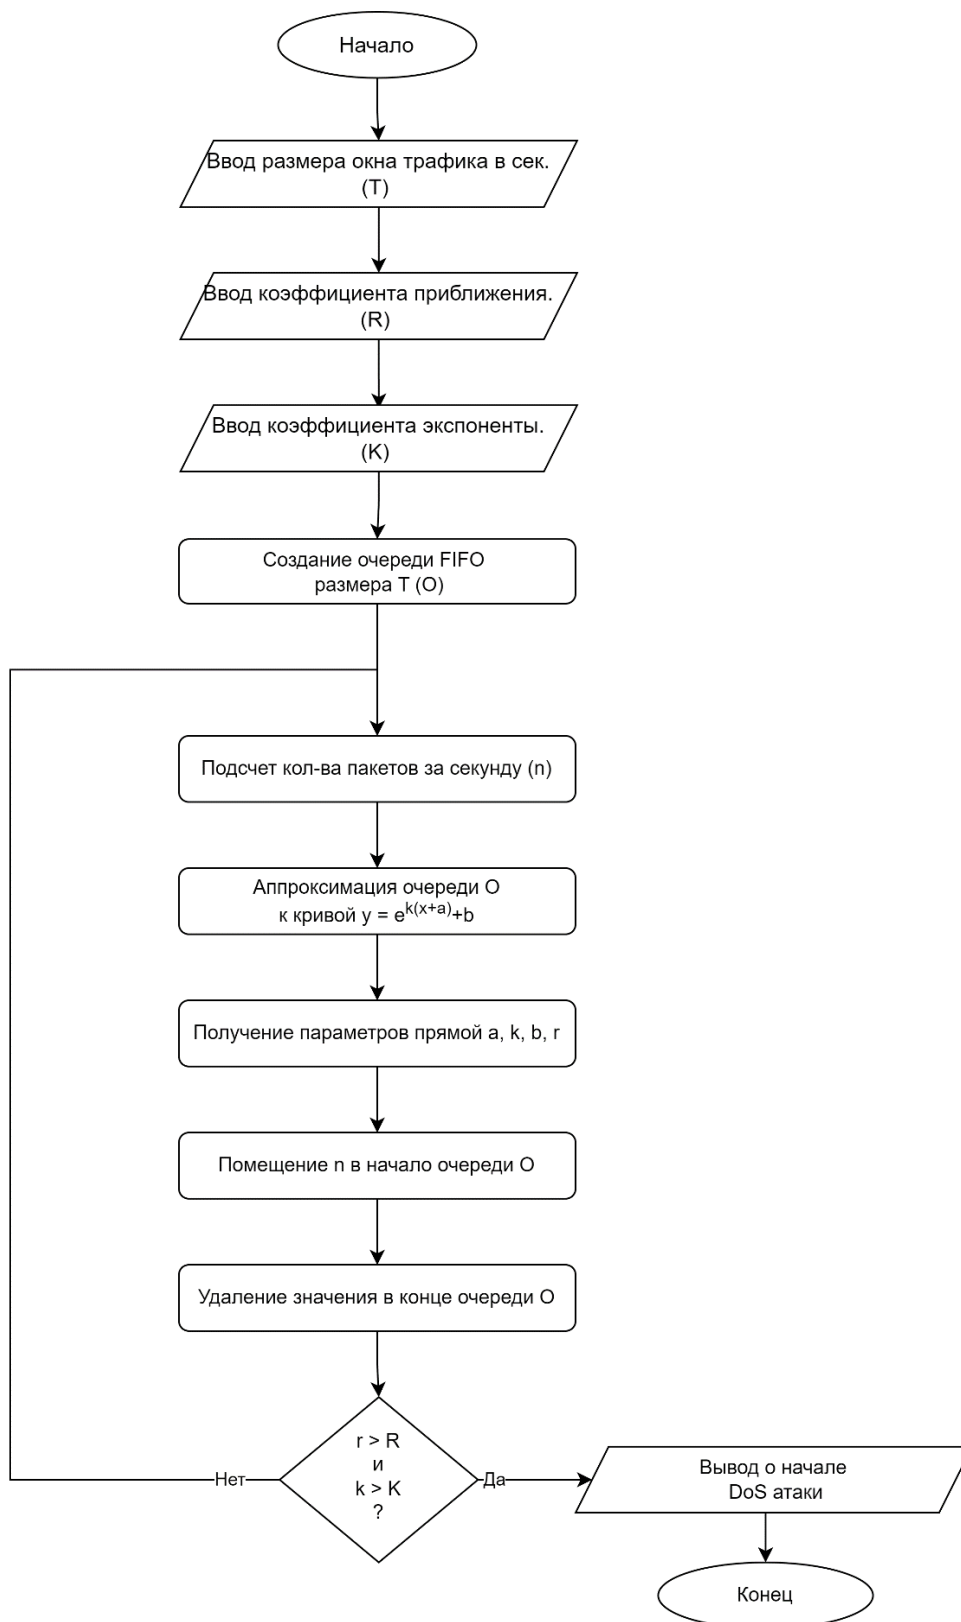 Начало
Ввод размера окна трафика в сек.
(T)
Ввод коэффициента приближения.
(R)
Ввод коэффициента экспоненты.
(K)
Создание очереди FIFO
размера T (O)
Подсчет кол-ва пакетов за секунду (n)
Аппроксимация очереди O
к кривой y = e^k(x+a)+b
Получение параметров прямой a, k, b, r
Помещение n в начало очереди O
Удаление значения в конце очереди O
r > R
и
k > K
?
Нет
Да
Вывод о начале
DoS атаки
Конец